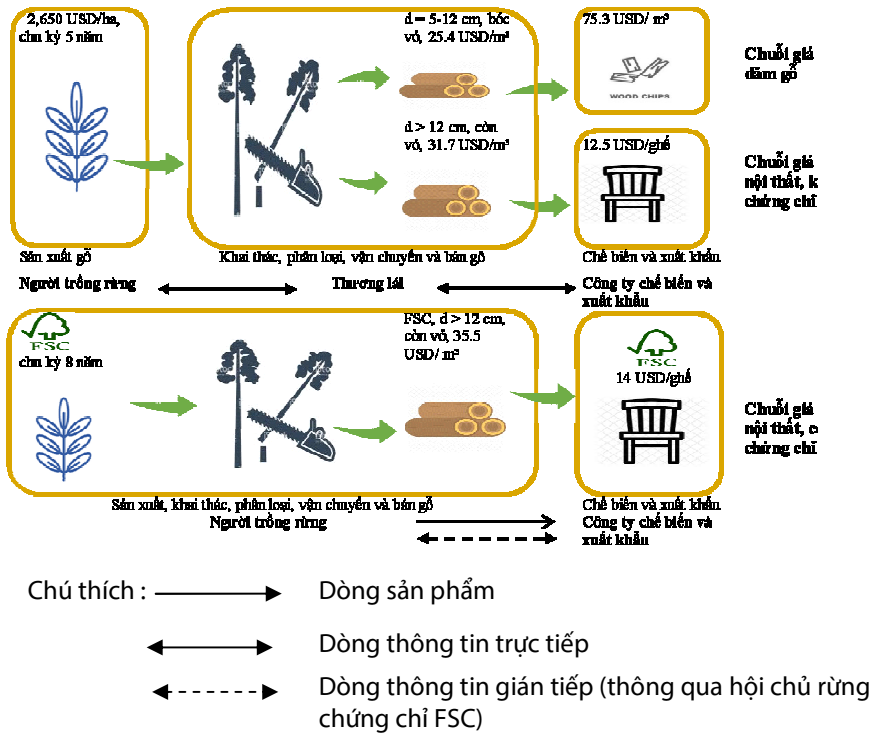 2,650 USD/ha,
chu kỳ 5 năm
d = 5-12 cm, bóc
vỏ, 25.4 USD/m³
75.3 USD/ m³
WOOD CHIPS
Chuỗi giá
dăm gỗ
d > 12 cm, còn
vỏ, 31.7 USD/m³
12.5 USD/ghế
Chuỗi giá
nội thất, k
chứng chỉ
Sản xuất gỗ
Khai thác, phân loại, vận chuyển và bán gỗ
Chế biến và xuất khẩu
Người trồng rừng
Thương lái
Công ty chế biến và
xuất khẩu
FSC
chu kỳ 8 năm
FSC, d > 12 cm,
còn vỏ, 35.5
USD/ m³
FSC
14 USD/ghế
Chuỗi giá
nội thất, c
chứng chỉ
Sản xuất, khai thác, phân loại, vận chuyển và bán gỗ
Người trồng rừng
Chế biến và xuất khẩu
Công ty chế biến và
xuất khẩu
Chú thích :
Dòng sản phẩm
Dòng thông tin trực tiếp
Dòng thông tin gián tiếp (thông qua hội chủ rừng
chứng chỉ FSC)